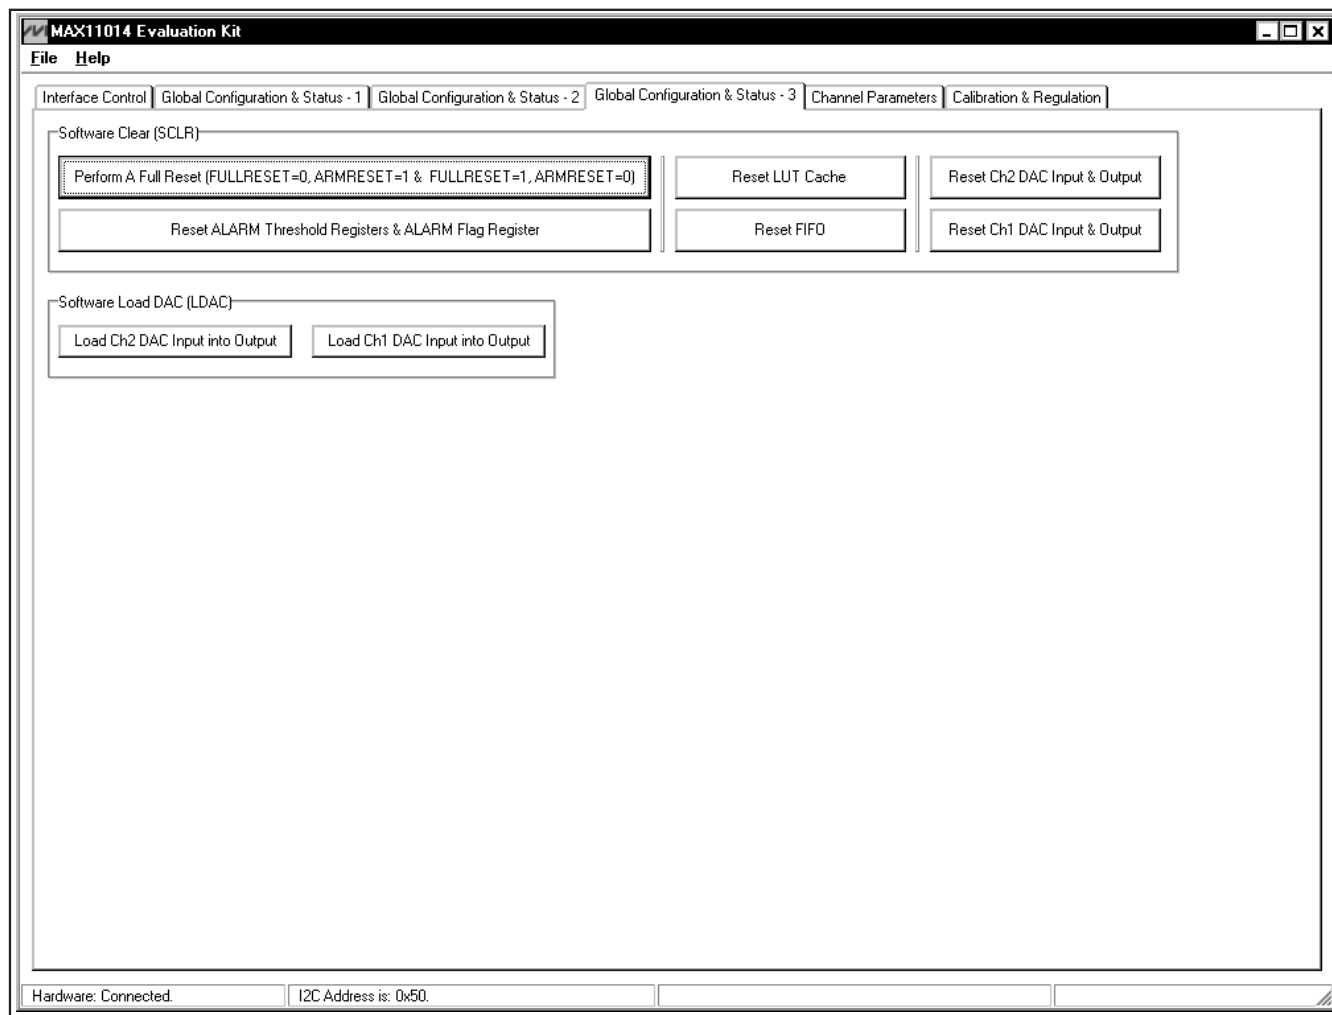 MAX11014 Evaluation Kit
File Help
Interface Control Global Configuration & Status - 1 Global Configuration & Status - 2 Global Configuration & Status - 3 Channel Parameters Calibration & Regulation
Software Clear (SCLR)
Perform A Full Reset (FULLRESET=0, ARMRESET=1 & FULLRESET=1, ARMRESET=0) Reset LUT Cache Reset Ch2 DAC Input & Output
Reset ALARM Threshold Registers & ALARM Flag Register Reset FIFO Reset Ch1 DAC Input & Output
Software Load DAC (LDAC)
Load Ch2 DAC Input into Output Load Ch1 DAC Input into Output
Hardware: Connected. I2C Address is: 0x50.